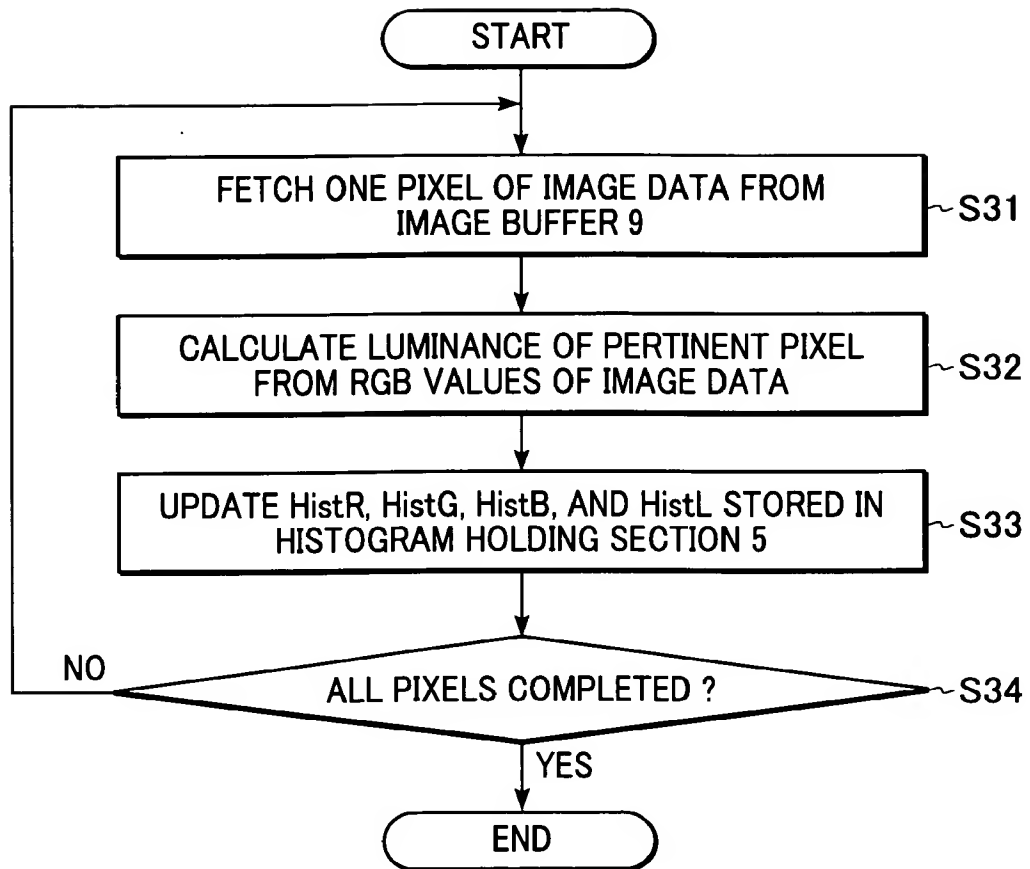 START
FETCH ONE PIXEL OF IMAGE DATA FROM
IMAGE BUFFER 9
S31
CALCULATE LUMINANCE OF PERTINENT PIXEL
FROM RGB VALUES OF IMAGE DATA
S32
UPDATE HistR, HistG, HistB, AND HistL STORED IN
HISTOGRAM HOLDING SECTION 5
S33
NO
ALL PIXELS COMPLETED ?
S34
YES
END